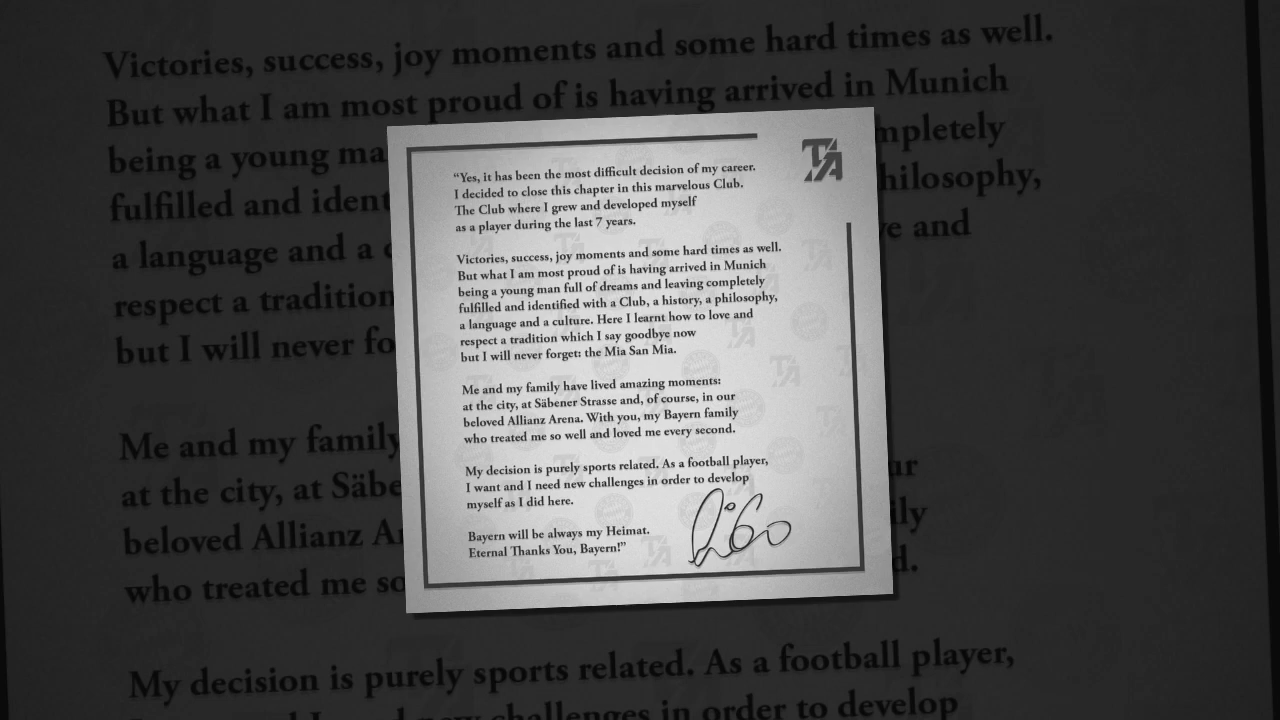 Victories, success, joy moments and some hard times as well.
But what I am most proud of is having arrived in Munich
being a young ma mpletely
fulfilled and ident hilosophy,
a language and a c ve and
respect a tradition
but I will never fo
Me and my family
at the city, at Säbe ur
beloved Allianz A ily
who treated me so d.
My decision is purely sports related. As a football player,
new challenges in order to develop
TA
“Yes, it has been the most difficult decision of my career.
I decided to close this chapter in this marvelous Club.
The Club where I grew and developed myself
as a player during the last 7 years.
Victories, success, joy moments and some hard times as well.
But what I am most proud of is having arrived in Munich
being a young man full of dreams and leaving completely
fulfilled and identified with a Club, a history, a philosophy,
a language and a culture. Here I learnt how to love and
respect a tradition which I say goodbye now
but I will never forget: the Mia San Mia.
Me and my family have lived amazing moments:
at the city, at Säbener Strasse and, of course, in our
beloved Allianz Arena. With you, my Bayern family
who treated me so well and loved me every second.
My decision is purely sports related. As a football player,
I want and I need new challenges in order to develop
myself as I did here.
Bayern will be always my Heimat.
Eternal Thanks You, Bayern!”